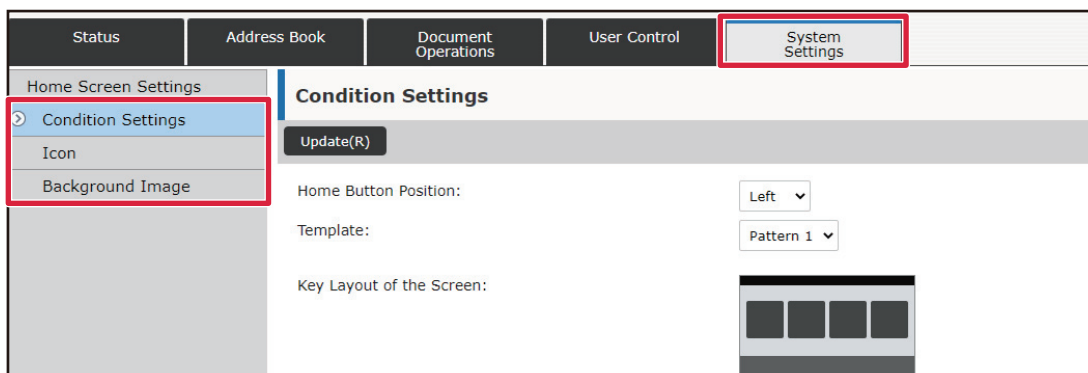 Status
Address Book
Document
Operations
User Control
System
Settings
Home Screen Settings
Condition Settings
Icon
Background Image
Condition Settings
Update(R)
Home Button Position:
Left
Template:
Pattern 1
Key Layout of the Screen: